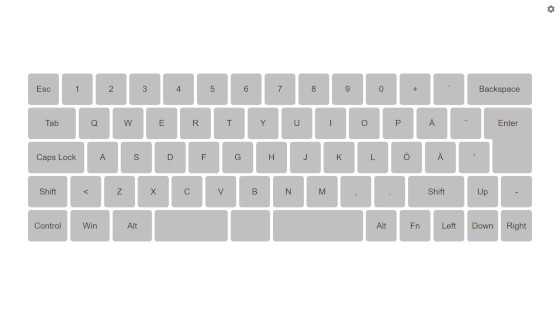 Esc 1 2 3 4 5 6 7 8 9 0 + ´ Backspace
Tab Q W E R T Y U I O P Å ¨ Enter
Caps Lock A S D F G H J K L Ö Ä '
Shift < Z X C V B N M , . Shift Up -
Control Win Alt Alt Fn Left Down Right